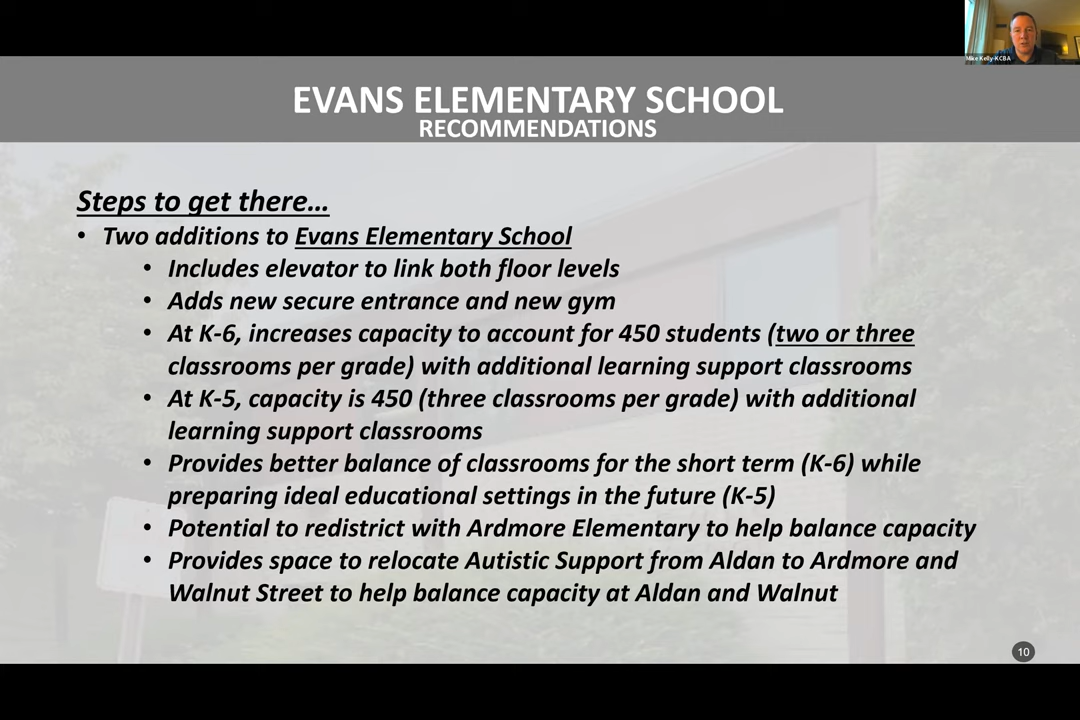 Mike Kelly-KCBA
EVANS ELEMENTARY SCHOOL
RECOMMENDATIONS
Steps to get there…
• Two additions to Evans Elementary School
• Includes elevator to link both floor levels
• Adds new secure entrance and new gym
• At K-6, increases capacity to account for 450 students (two or three
classrooms per grade) with additional learning support classrooms
• At K-5, capacity is 450 (three classrooms per grade) with additional
learning support classrooms
• Provides better balance of classrooms for the short term (K-6) while
preparing ideal educational settings in the future (K-5)
• Potential to redistrict with Ardmore Elementary to help balance capacity
• Provides space to relocate Autistic Support from Aldan to Ardmore and
Walnut Street to help balance capacity at Aldan and Walnut
10